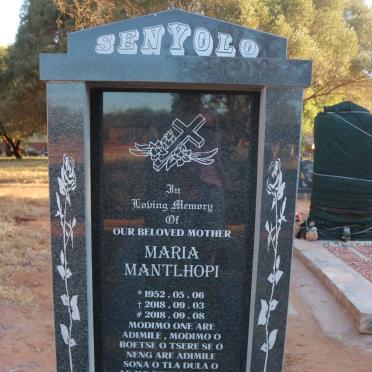 SENYOLO
In
Loving Memory
Of
OUR BELOVED MOTHER
MARIA
MANTLHOPI
*1952 . 05 . 06
†2018 . 09 . 03
#2018 . 09 . 08
MODIMO ONE ARE
ADIMILE , MODIMO O
BOETSE O TSERE SE O
NENG ARE ADIMILE
SONA O TLA DULA O